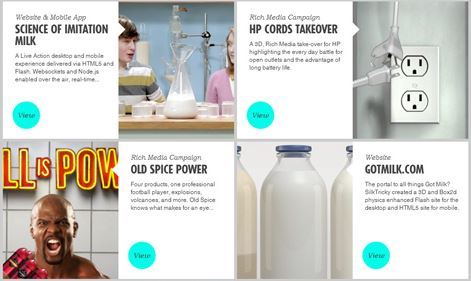 Website & Mobile App
SCIENCE OF IMITATION
MILK
A Live Action desktop and mobile
experience delivered via HTML5 and
Flash. Websockets and Node.js
enabled over the air, real-time...
View
Rich Media Campaign
HP CORDS TAKEOVER
A 3D, Rich Media take-over for HP
highlighting the every day battle for
open outlets and the advantage of
long battery life.
View
LL IS POW
Rich Media Campaign
OLD SPICE POWER
Four products, one professional
football player, explosions,
volcanoes, and more. Old Spice
knows what makes for an eye...
View
Website
GOTMILK.COM
The portal to all things Got Milk?
SilkTricky created a 3D and Box2d
physics enhanced Flash site for the
desktop and HTML5 site for mobile.
View